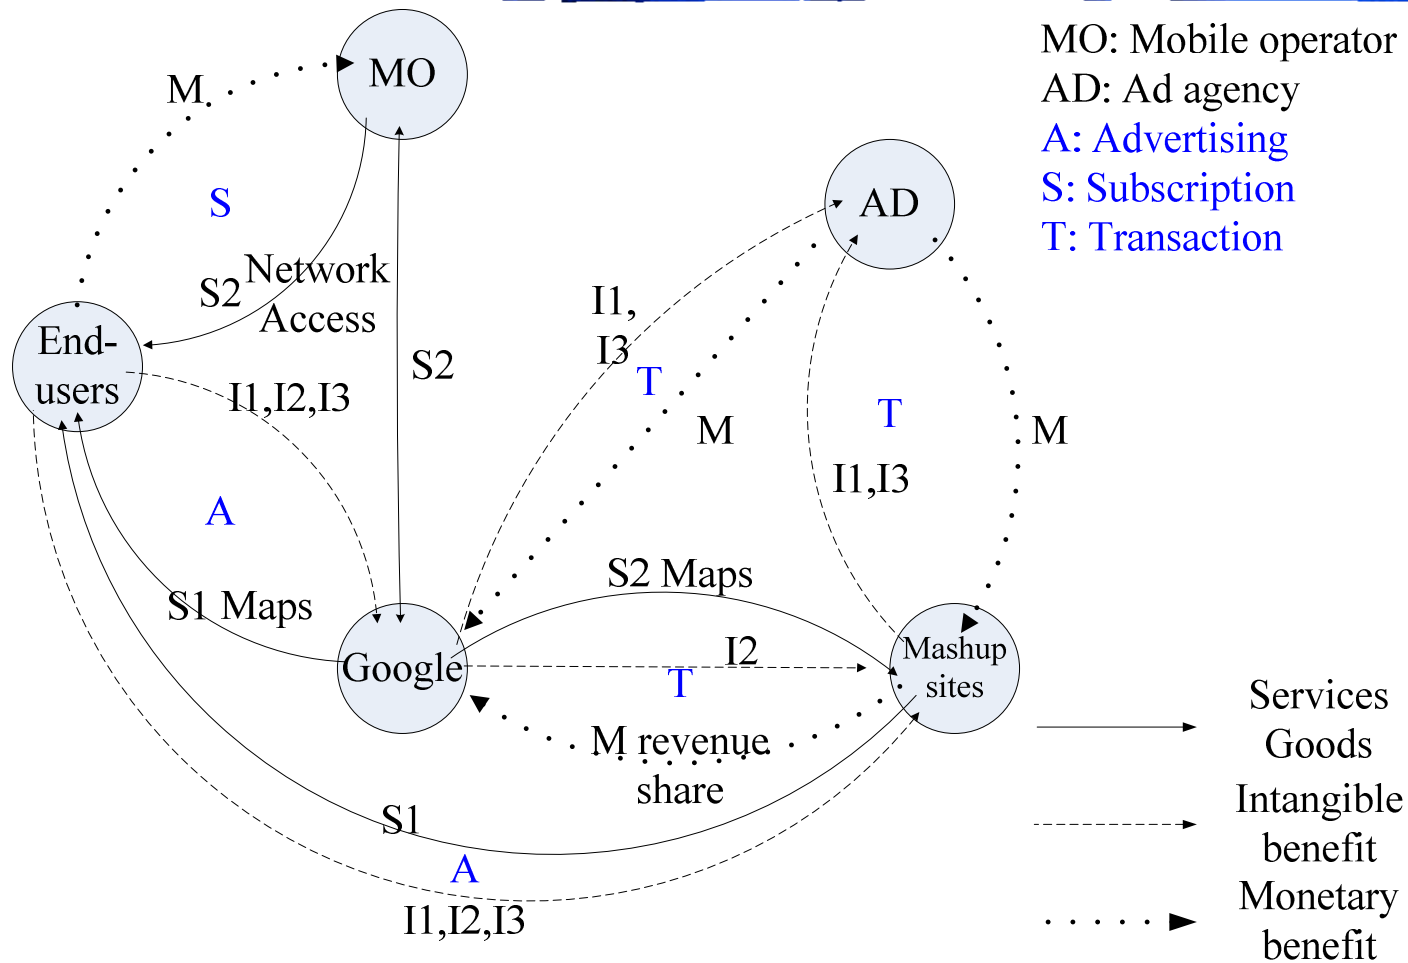 MO: Mobile operator
AD: Ad agency
A: Advertising
S: Subscription
T: Transaction
MO
M
AD
S
Network
Access
S2
End-
users
I1,
I3
S2
T
I1,I2,I3
T
M
M
I1,I3
A
S2 Maps
S1 Maps
Google
I2
T
Mashup
sites
M revenue
share
S1
A
I1,I2,I3
Services
Goods
Intangible
benefit
Monetary
benefit